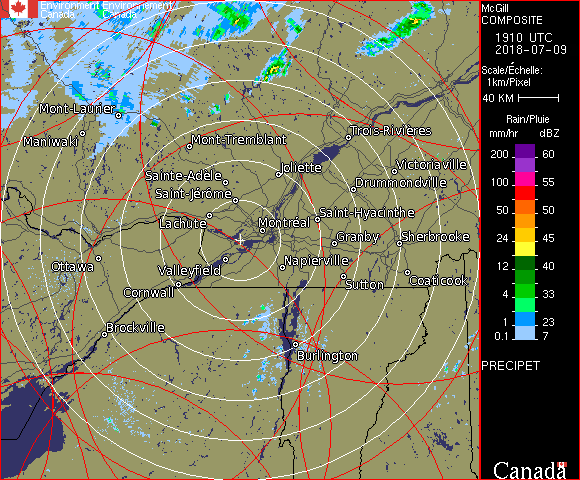 Environment Environnement
Canada Canada
McGill
COMPOSITE
1910 UTC
2018-07-09
Scale/Échelle:
1km/Pixel
40 KM
Rain/Pluie
mm/hr dBZ
200 60
100 55
50 50
24 45
12 40
4 33
1 23
0.1 7
PRECIPET
Canada
Mont-Laurier
Maniwaki
Mont-Tremblant
Trois-Rivières
Joliette
Victoriaville
Sainte-Adèle
Drummondville
Saint-Jérôme
Saint-Hyacinthe
Lachute
Montréal
Granby
Sherbrooke
Ottawa
Valleyfield
Napierville
Coaticook
Sutton
Cornwall
Brockville
Burlington